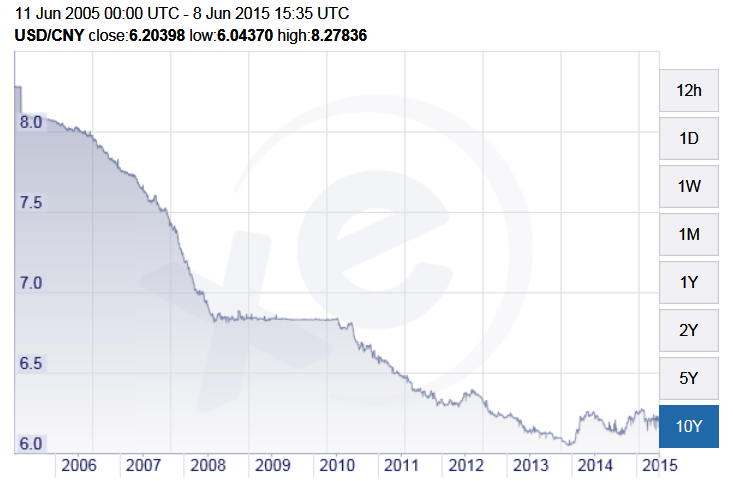 11 Jun 2005 00:00 UTC - 8 Jun 2015 15:35 UTC
USD/CNY close:6.20398 low:6.04370 high:8.27836
8.0
7.5
7.0
6.5
6.0
2006 2007 2008 2009 2010 2011 2012 2013 2014 2015
12h
1D
1W
1M
1Y
2Y
5Y
10Y
xe